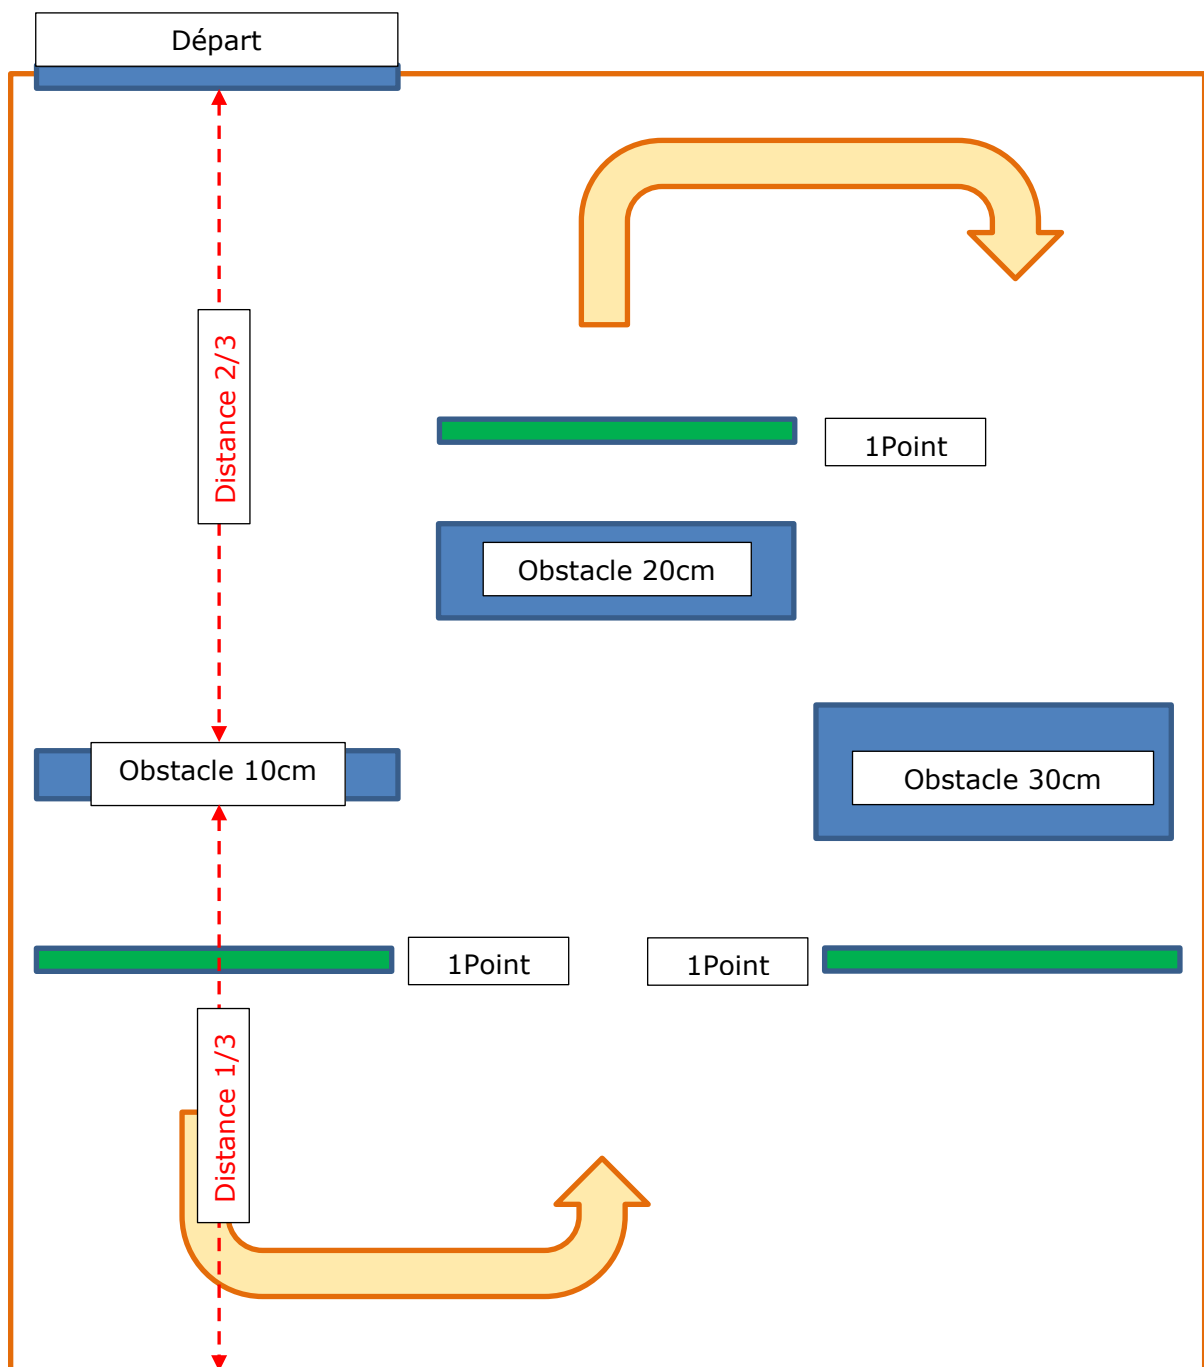 Départ
Distance 2/3
1Point
Obstacle 20cm
Obstacle 10cm
Obstacle 30cm
1Point
1Point
Distance 1/3